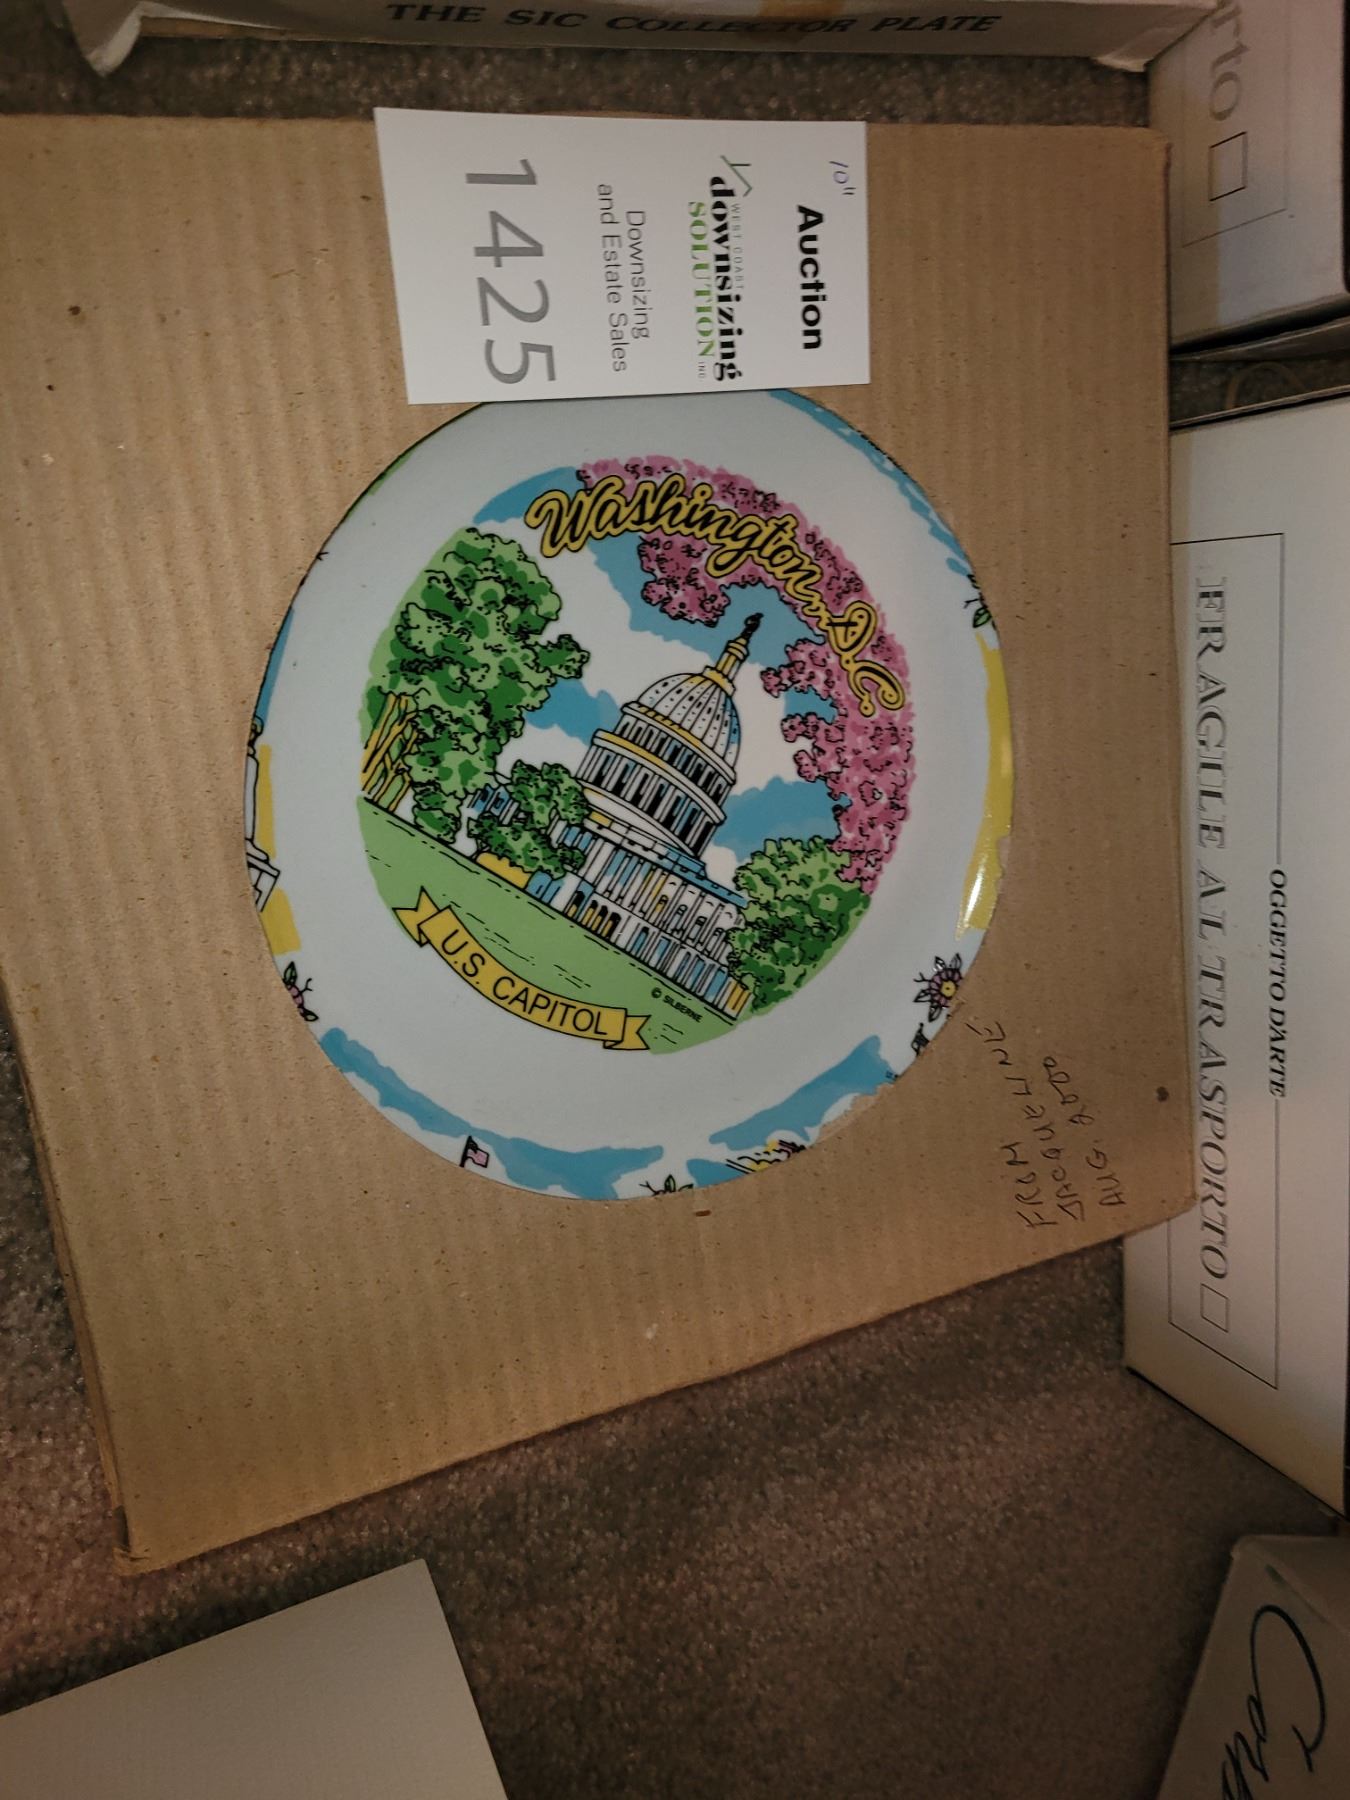 THE SIC COLLECTOR PLATE
10"
Auction
WEST COAST
downsizing
SOLUTION INC
Downsizing
and Estate Sales
1425
Washington, D.C.
U.S. CAPITOL
© SILBERNE
FROM
JACQUELINE
AUG. 2000
OGGETTO D'ARTE
FRAGILE AL TRASPORTO